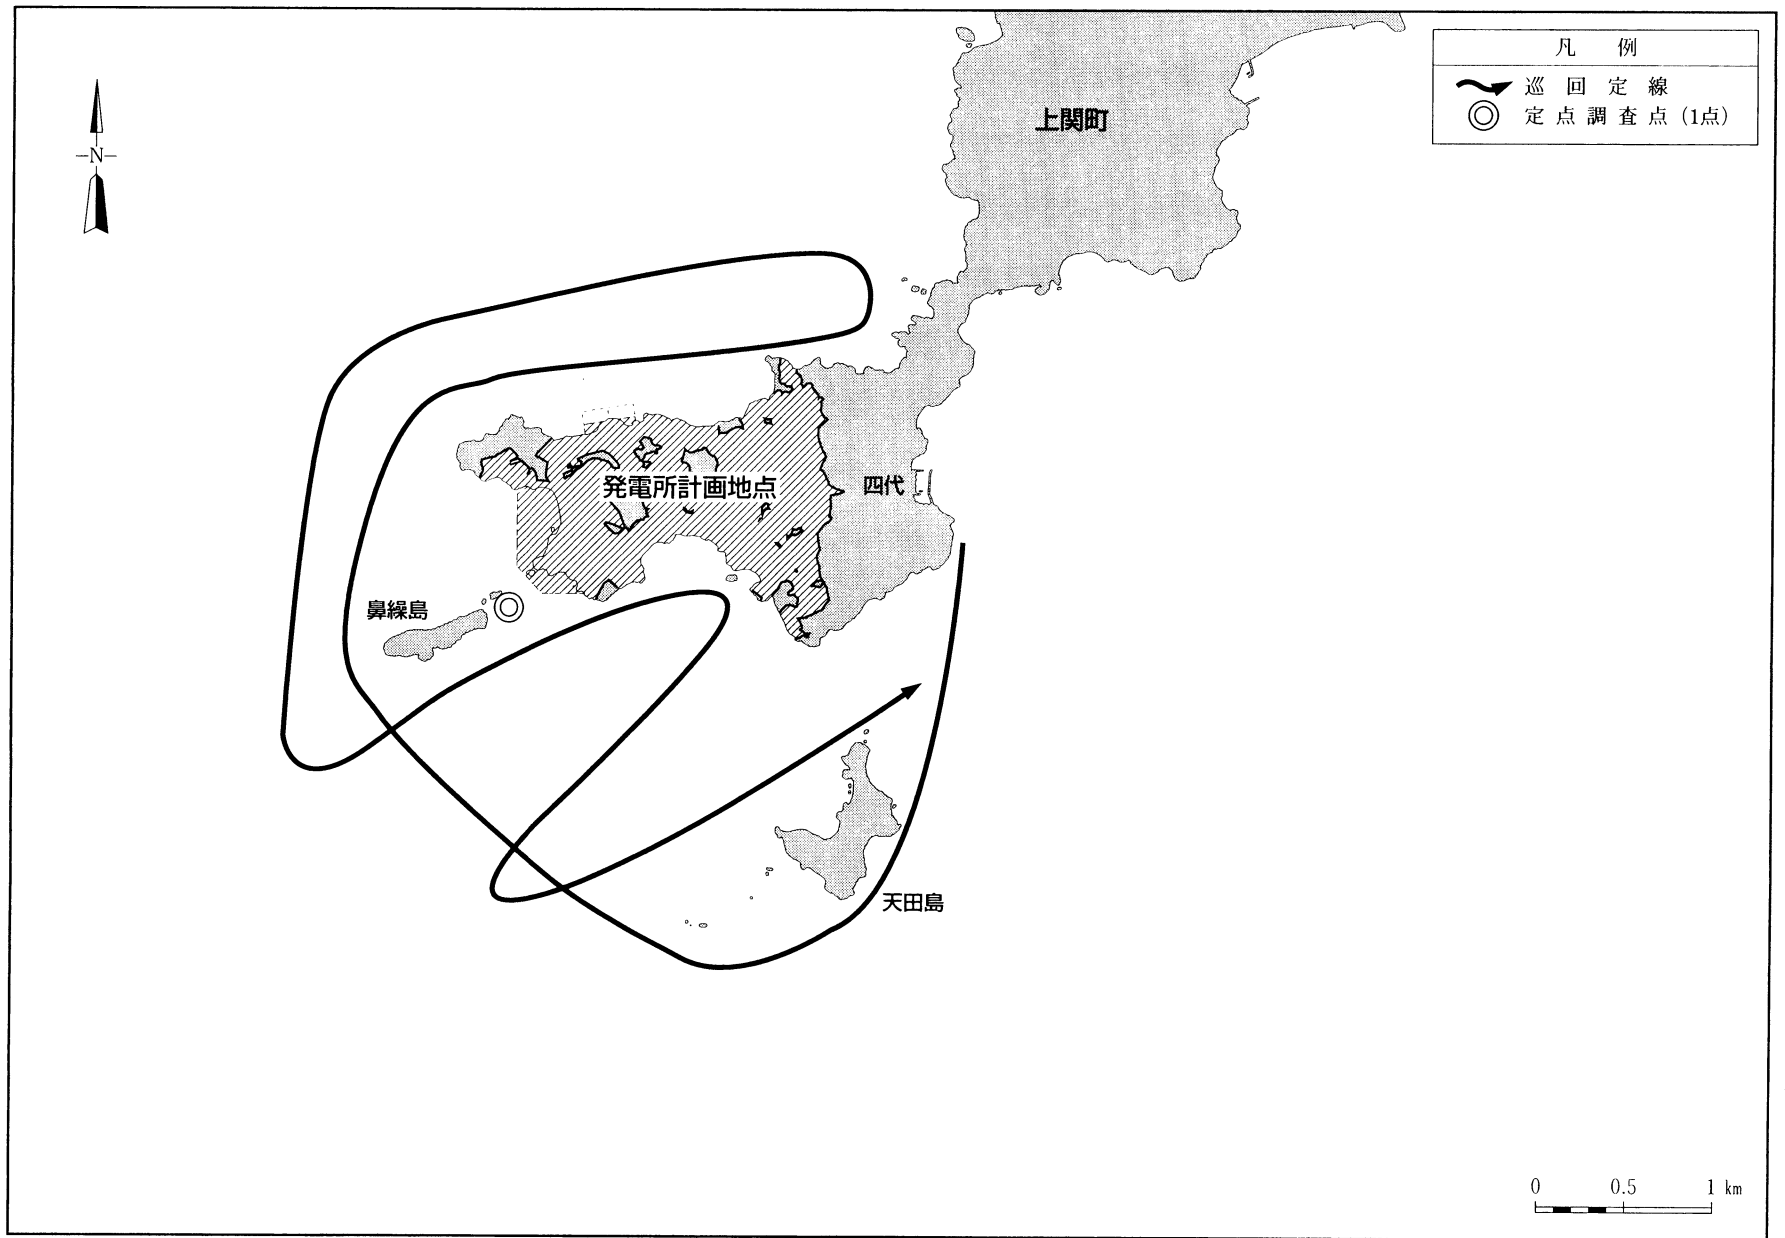 凡 例
巡 回 定 線
定 点 調 査 点 (1点)
上関町
N
発電所計画地点
四代
鼻繰島
天田島
0 0.5 1 km